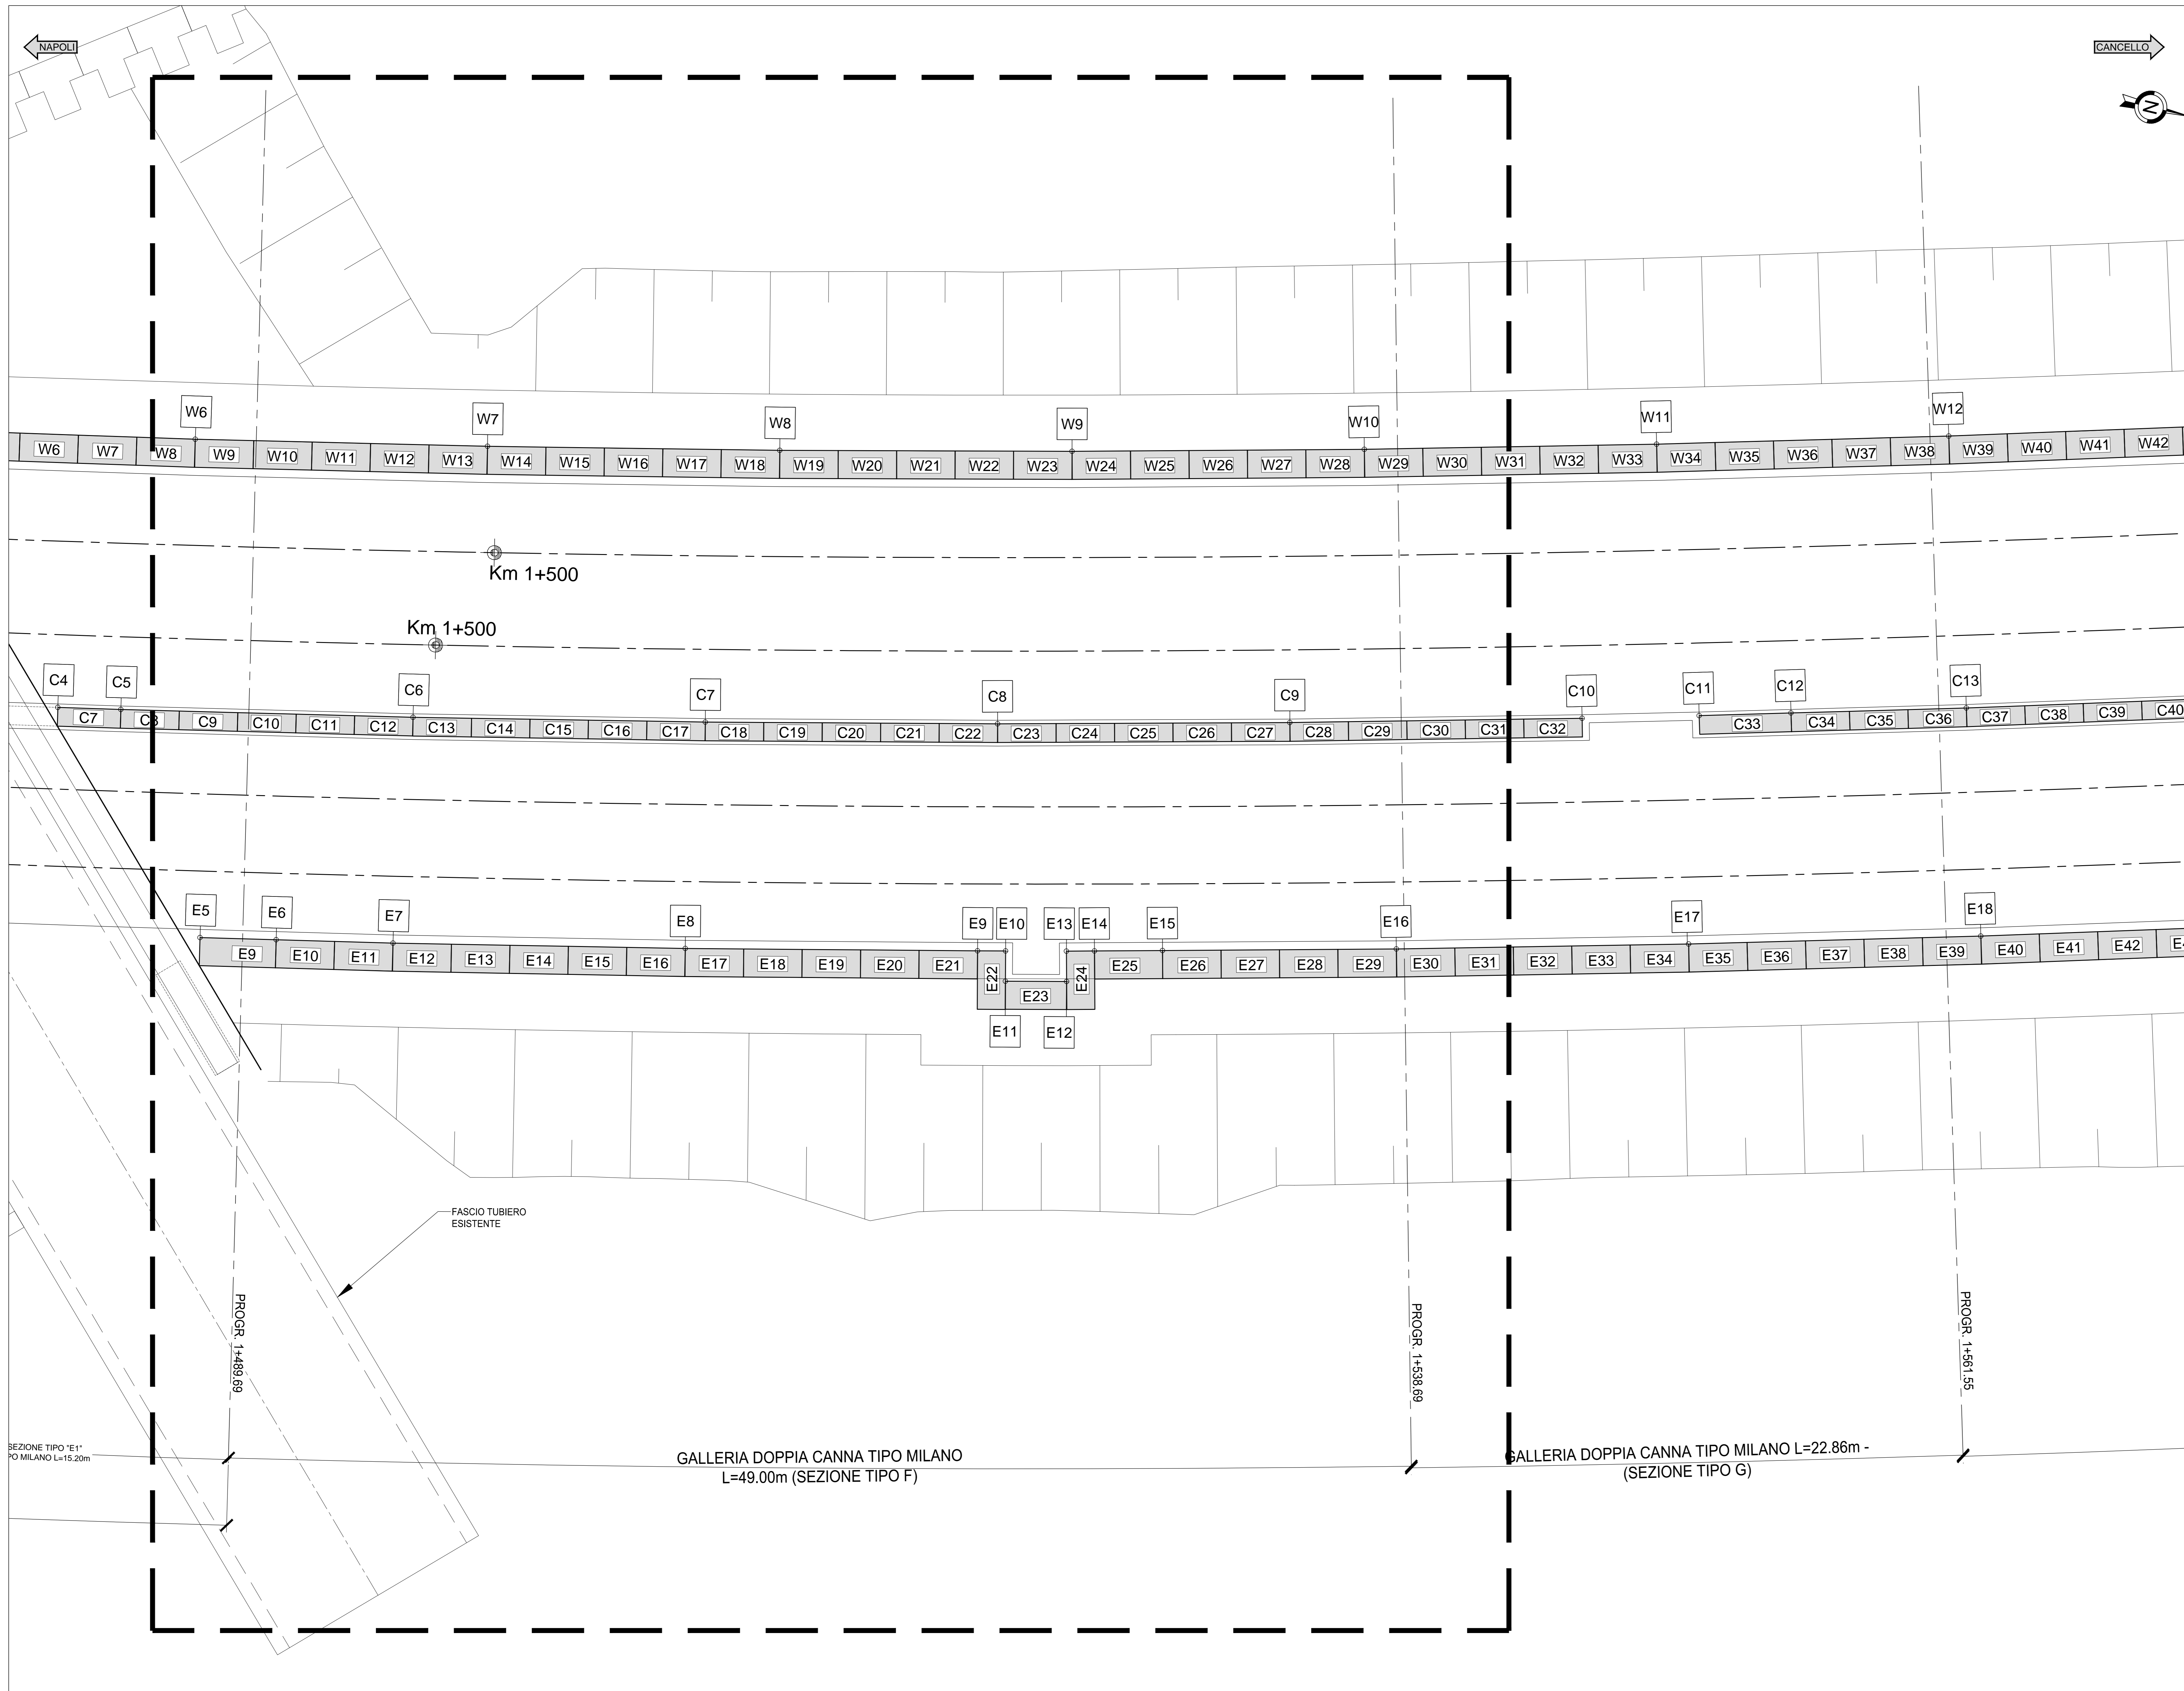 NAPOLI
CANCELLO
N
W6
W7
W8
W9
W10
W11
W12
W6 W7 W8 W9 W10 W11 W12 W13 W14 W15 W16 W17 W18 W19 W20 W21 W22 W23 W24 W25 W26 W27 W28 W29 W30 W31 W32 W33 W34 W35 W36 W37 W38 W39 W40 W41 W42
Km 1+500
Km 1+500
C4
C5
C6
C7
C8
C9
C10
C11
C12
C13
C7 C8 C9 C10 C11 C12 C13 C14 C15 C16 C17 C18 C19 C20 C21 C22 C23 C24 C25 C26 C27 C28 C29 C30 C31 C32 C33 C34 C35 C36 C37 C38 C39 C40
E5
E6
E7
E8
E9
E10
E13
E14
E15
E16
E17
E18
E9 E10 E11 E12 E13 E14 E15 E16 E17 E18 E19 E20 E21 E22 E23 E24 E25 E26 E27 E28 E29 E30 E31 E32 E33 E34 E35 E36 E37 E38 E39 E40 E41 E42
E11
E12
FASCIO TUBIERO
ESISTENTE
PROGR. 1+489.69
PROGR. 1+538.69
PROGR. 1+561.55
SEZIONE TIPO "E1"
PO MILANO L=15.20m
GALLERIA DOPPIA CANNA TIPO MILANO
L=49.00m (SEZIONE TIPO F)
GALLERIA DOPPIA CANNA TIPO MILANO L=22.86m -
(SEZIONE TIPO G)